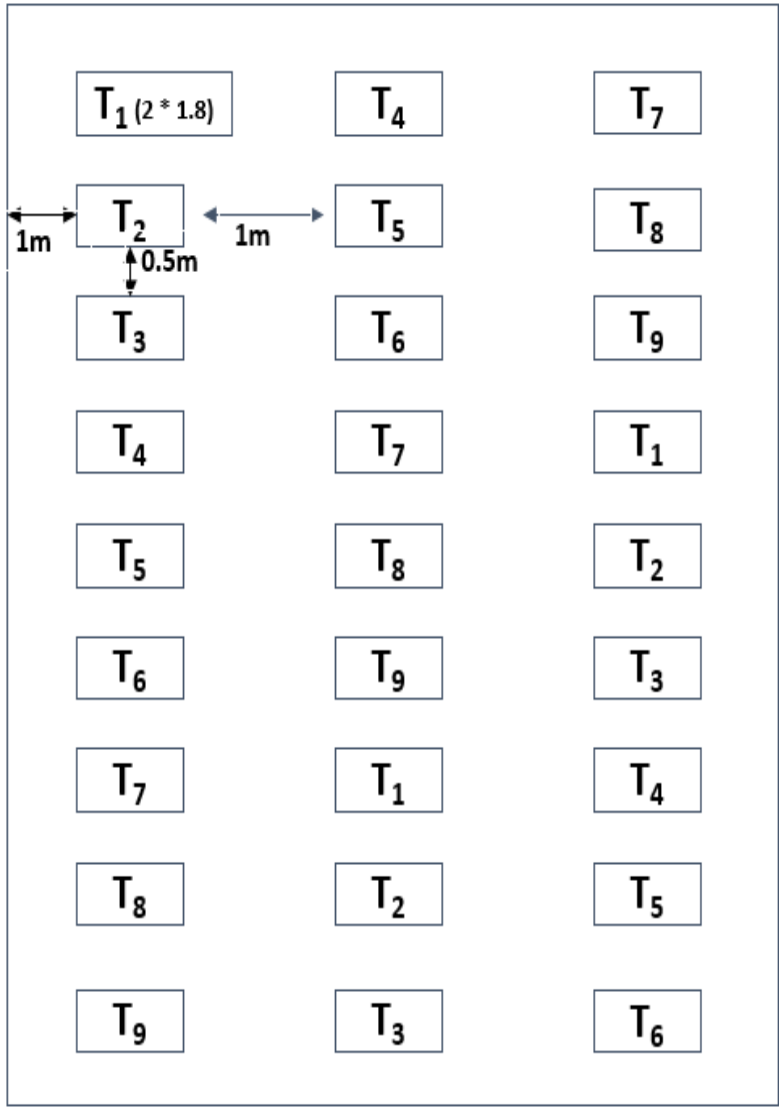 T₁ (2 * 1.8) T₄ T₇
T₂ T₅ T₈
1m 1m
0.5m
T₃ T₆ T₉
T₄ T₇ T₁
T₅ T₈ T₂
T₆ T₉ T₃
T₇ T₁ T₄
T₈ T₂ T₅
T₉ T₃ T₆